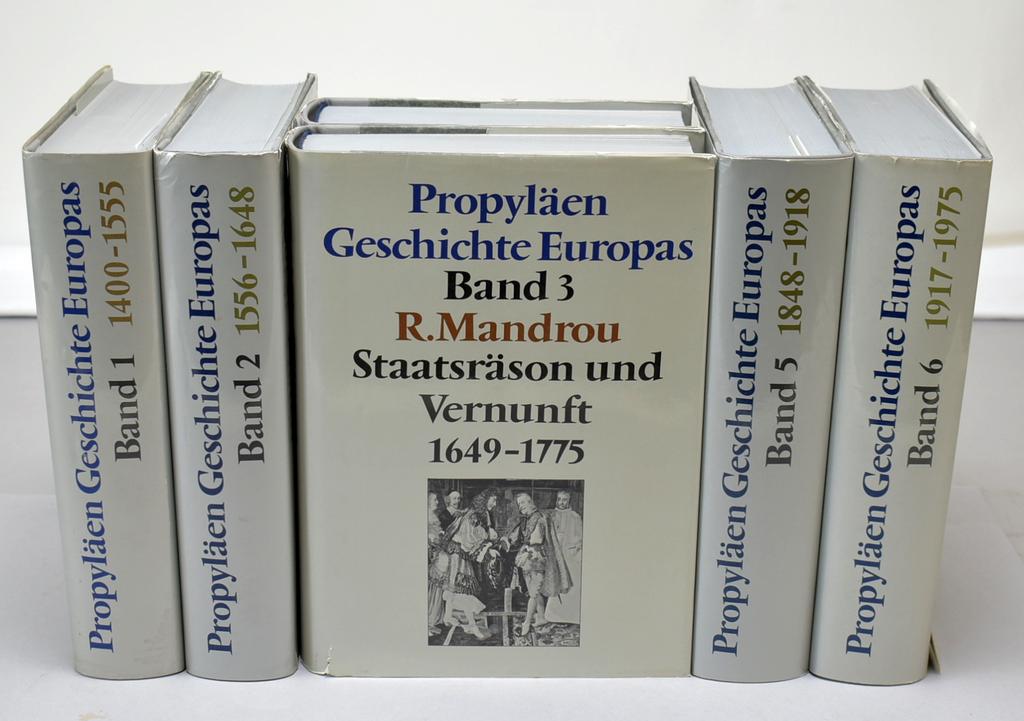 Propyläen Geschichte Europas
Band 1 1400-1555
Propyläen Geschichte Europas
Band 2 1556-1648
Propyläen
Geschichte Europas
Band 3
R.Mandrou
Staatsräson und
Vernunft
1649-1775
Propyläen Geschichte Europas
Band 5 1848-1918
Propyläen Geschichte Europas
Band 6 1917-1975